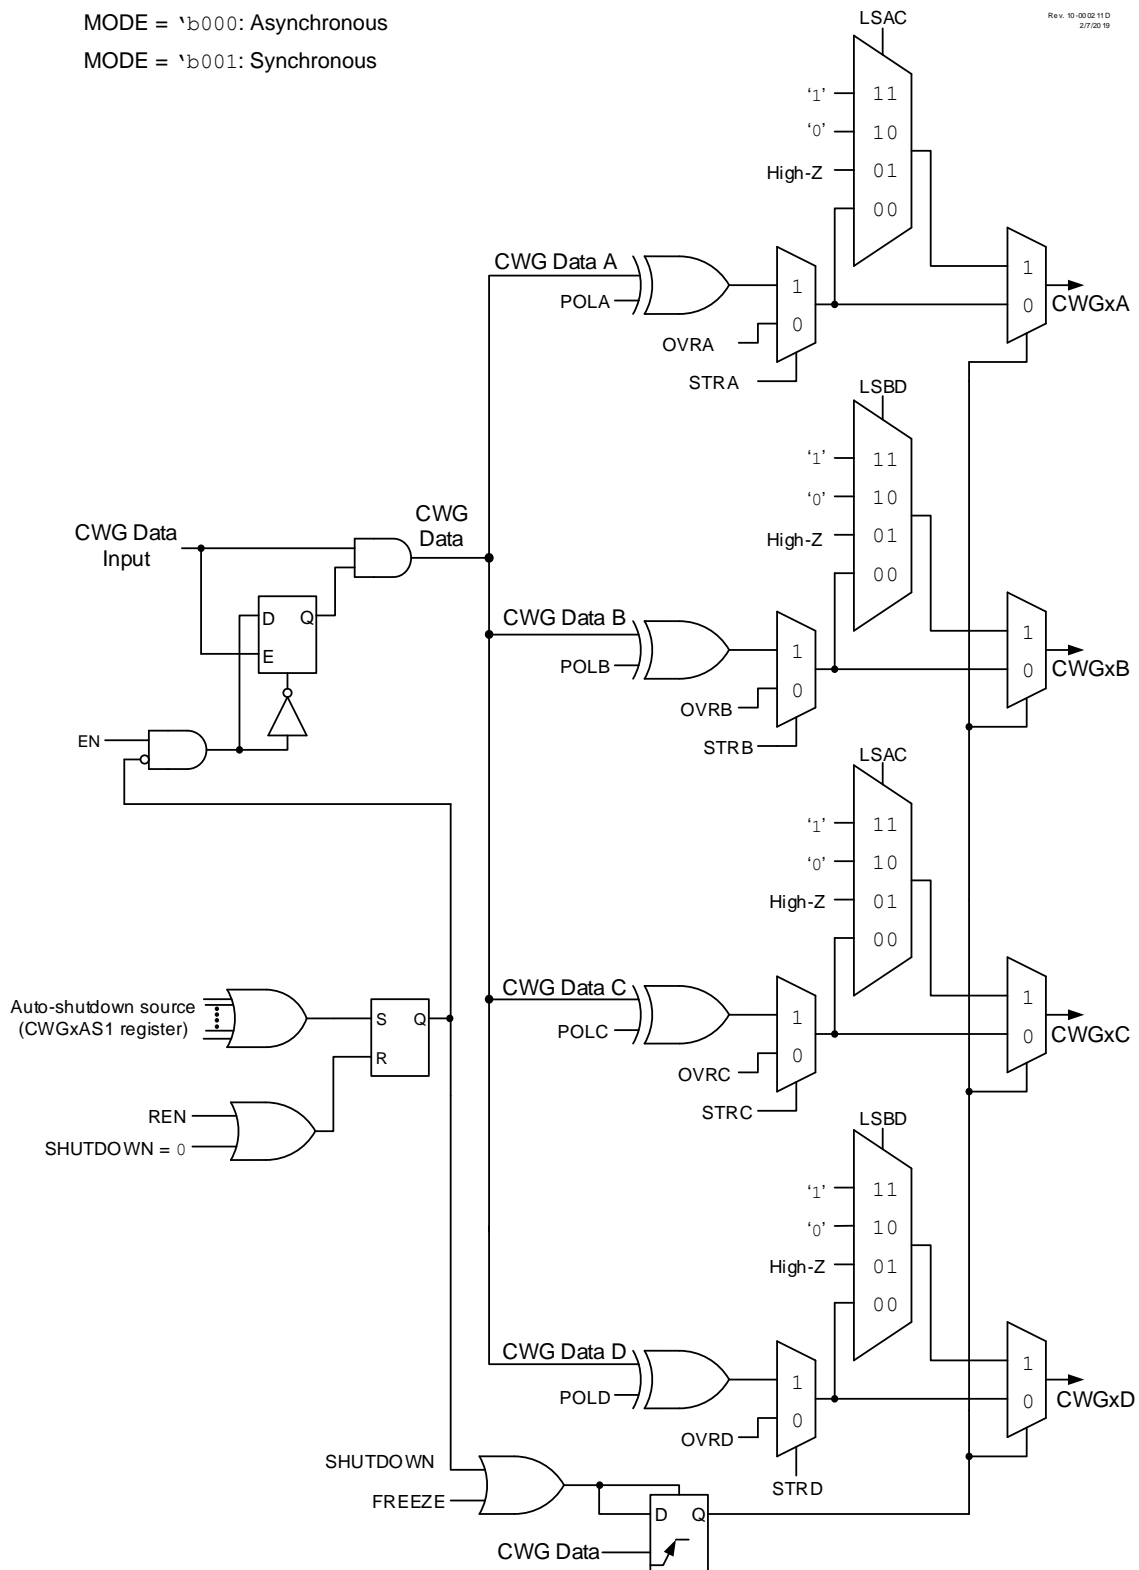 MODE = 'b000: Asynchronous
MODE = 'b001: Synchronous
Rev. 10-000211D
2/7/2019
LSAC
'1'
11
'0'
10
High-Z
01
00
CWG Data A
POLA
1
0
OVRA
STRA
1
0
CWGxA
LSBD
'1'
11
'0'
10
High-Z
01
00
CWG Data Input
CWG Data
D
Q
E
EN
CWG Data B
POLB
1
0
OVRB
STRB
1
0
CWGxB
LSAC
'1'
11
'0'
10
High-Z
01
00
CWG Data C
POLC
1
0
OVRC
STRC
1
0
CWGxC
Auto-shutdown source
(CWGxAS1 register)
S
Q
R
REN
SHUTDOWN = 0
LSBD
'1'
11
'0'
10
High-Z
01
00
CWG Data D
POLD
1
0
OVRD
STRD
1
0
CWGxD
SHUTDOWN
FREEZE
D
Q
CWG Data